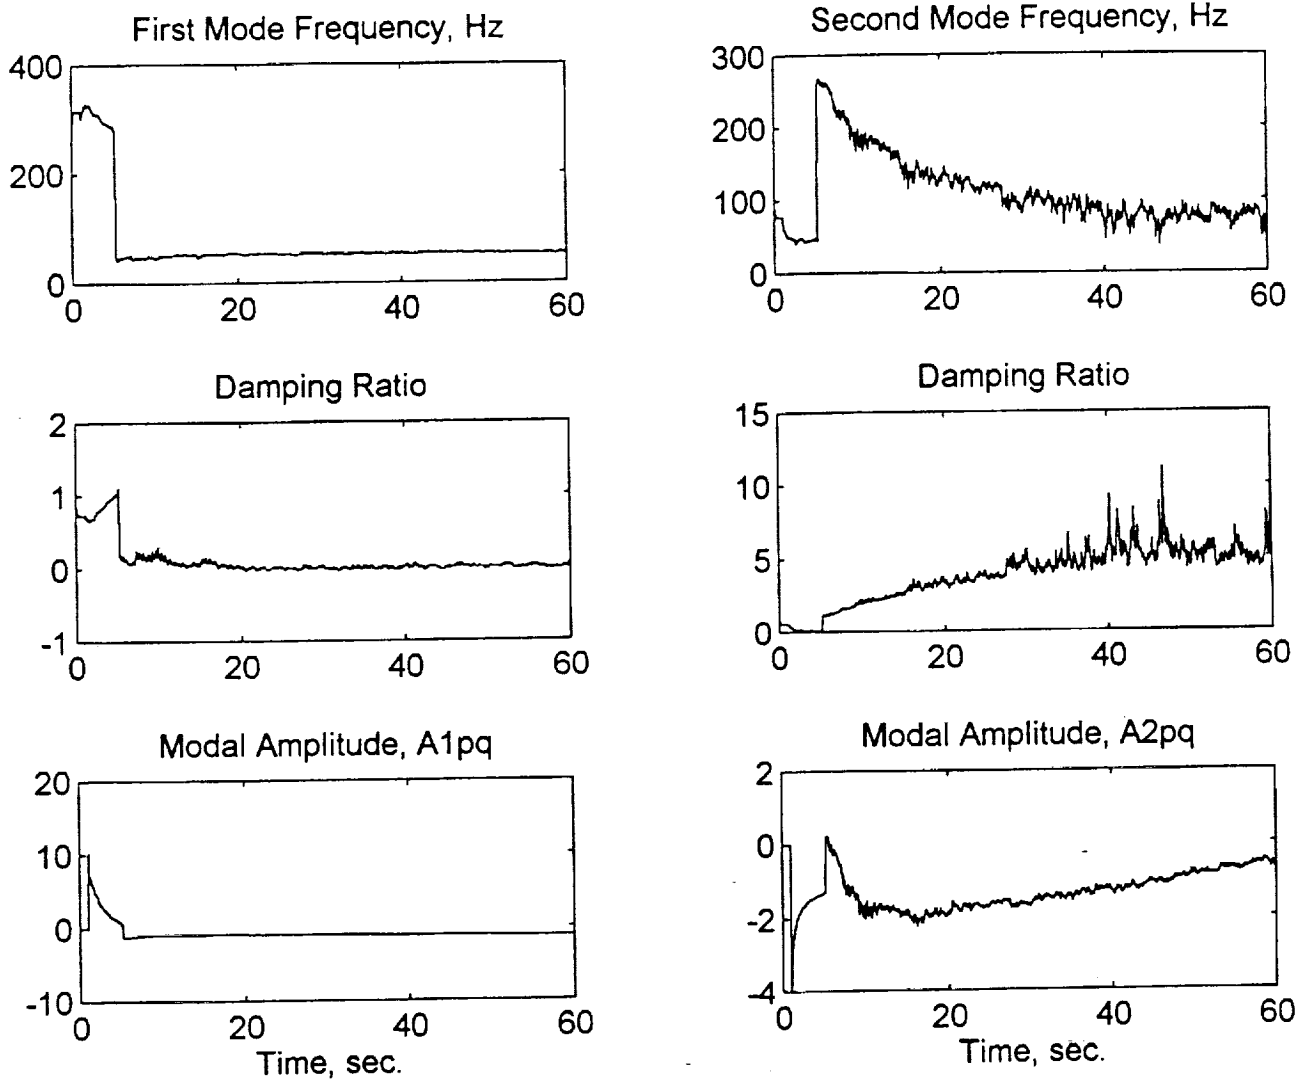 First Mode Frequency, Hz
400
200
0
0 20 40 60
Second Mode Frequency, Hz
300
200
100
0
0 20 40 60
Damping Ratio
2
1
0
-1
0 20 40 60
Damping Ratio
15
10
5
0
0 20 40 60
Modal Amplitude, A1pq
20
10
0
-10
0 20 40 60
Time, sec.
Modal Amplitude, A2pq
2
0
-2
-4
0 20 40 60
Time, sec.